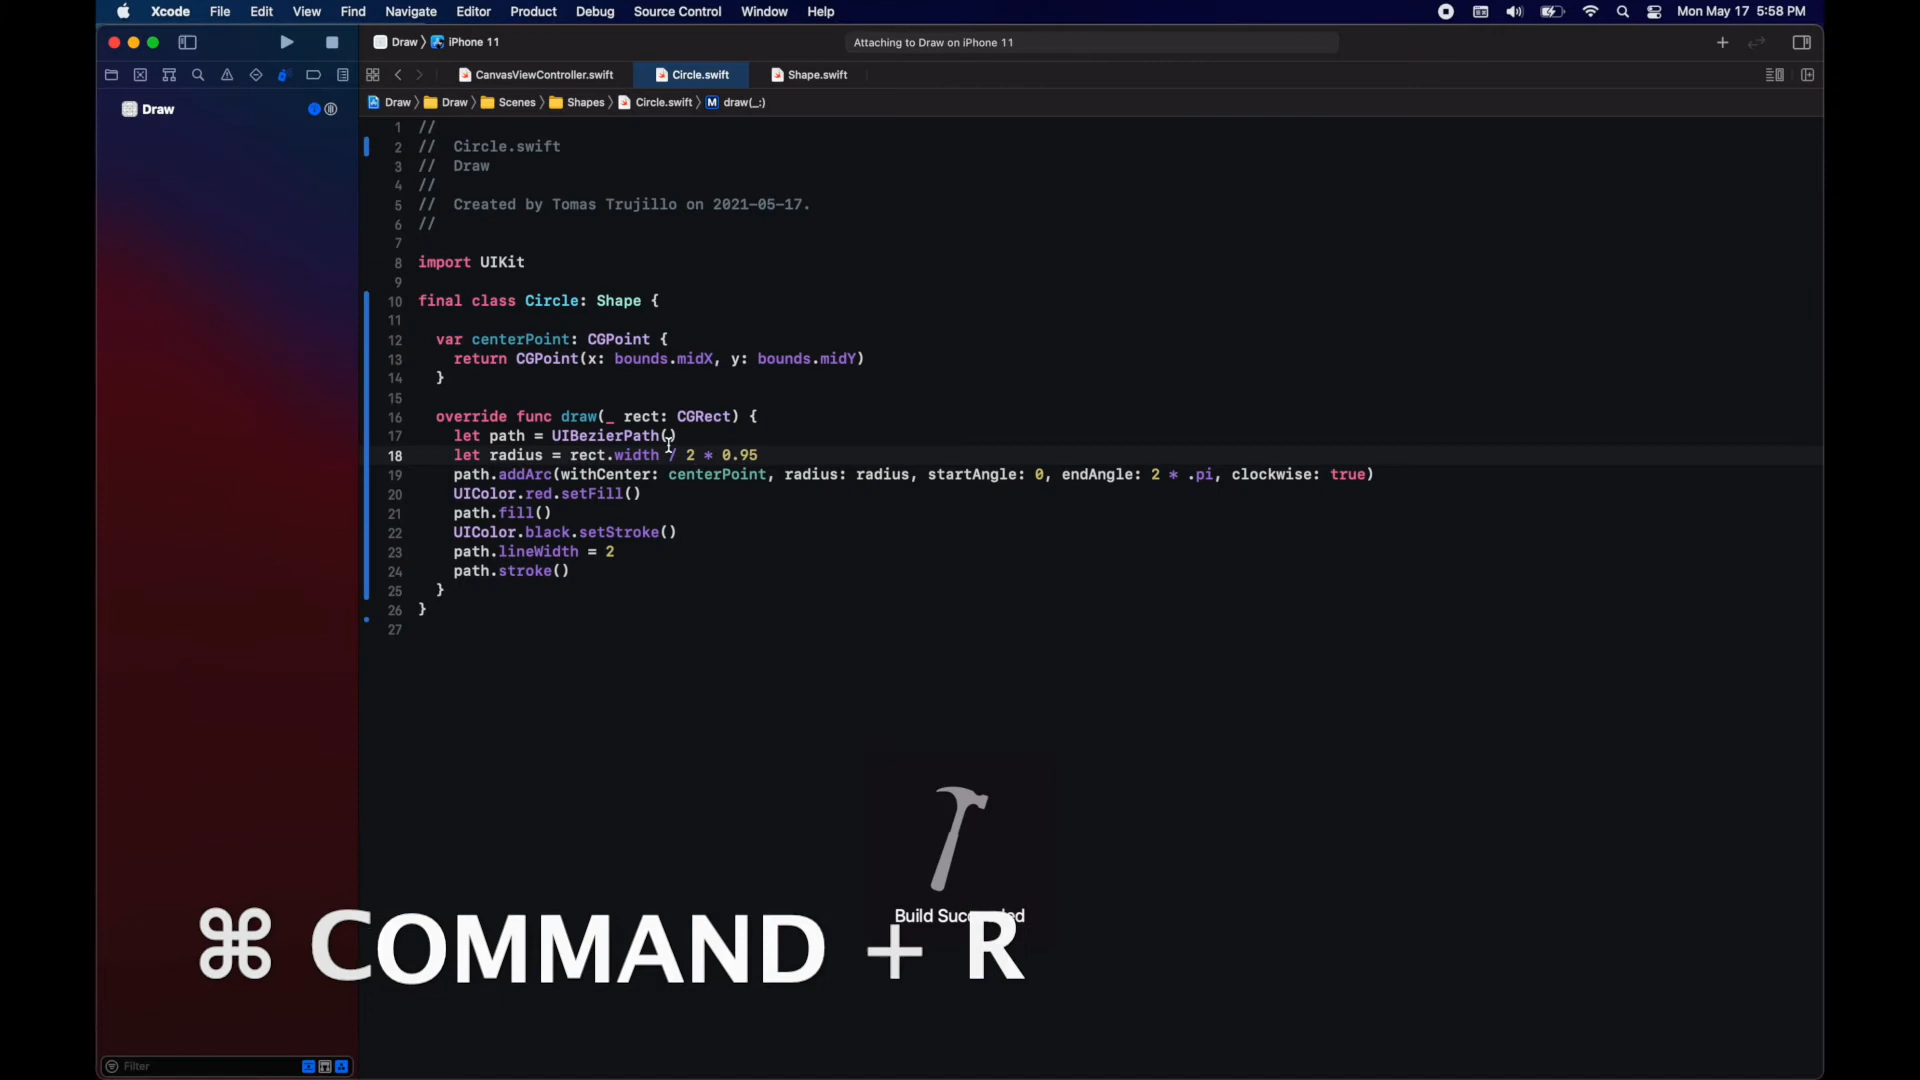 Xcode File Edit View Find Navigate Editor Product Debug Source Control Window Help Mon May 17 5:58 PM
Draw iPhone 11 Attaching to Draw on iPhone 11
CanvasViewController.swift Circle.swift Shape.swift
Draw Draw Scenes Shapes Circle.swift M draw(_:)
Draw
1 //
2 //  Circle.swift
3 //  Draw
4 //
5 //  Created by Tomas Trujillo on 2021-05-17.
6 //
7
8 import UIKit
9
10 final class Circle: Shape {
11
12   var centerPoint: CGPoint {
13     return CGPoint(x: bounds.midX, y: bounds.midY)
14   }
15
16   override func draw(_ rect: CGRect) {
17     let path = UIBezierPath()
18     let radius = rect.width / 2 * 0.95
19     path.addArc(withCenter: centerPoint, radius: radius, startAngle: 0, endAngle: 2 * .pi, clockwise: true)
20     UIColor.red.setFill()
21     path.fill()
22     UIColor.black.setStroke()
23     path.lineWidth = 2
24     path.stroke()
25   }
26 }
27
Build Succeeded
⌘ COMMAND + R
Filter